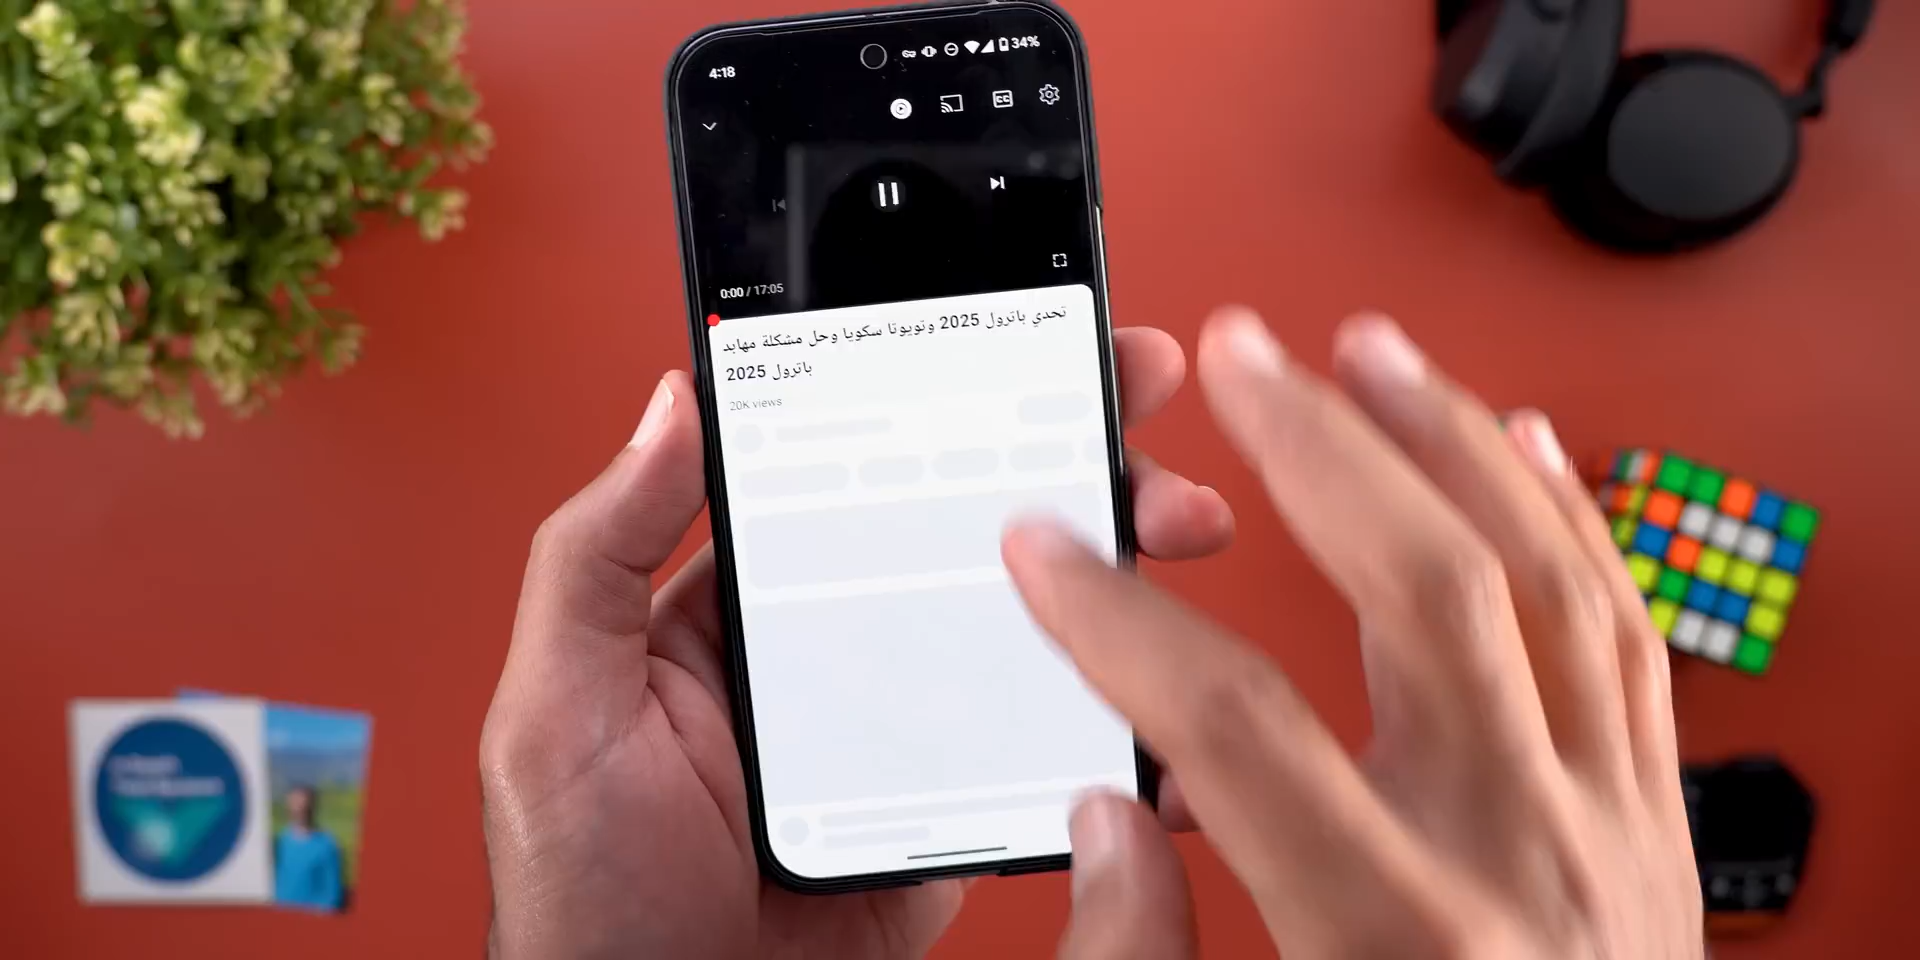 4:18
34%
CC
0:00 / 17:05
تحدي باترول 2025 وتويوتا سكويا وحل مشكلة مهابد
باترول 2025
20K views